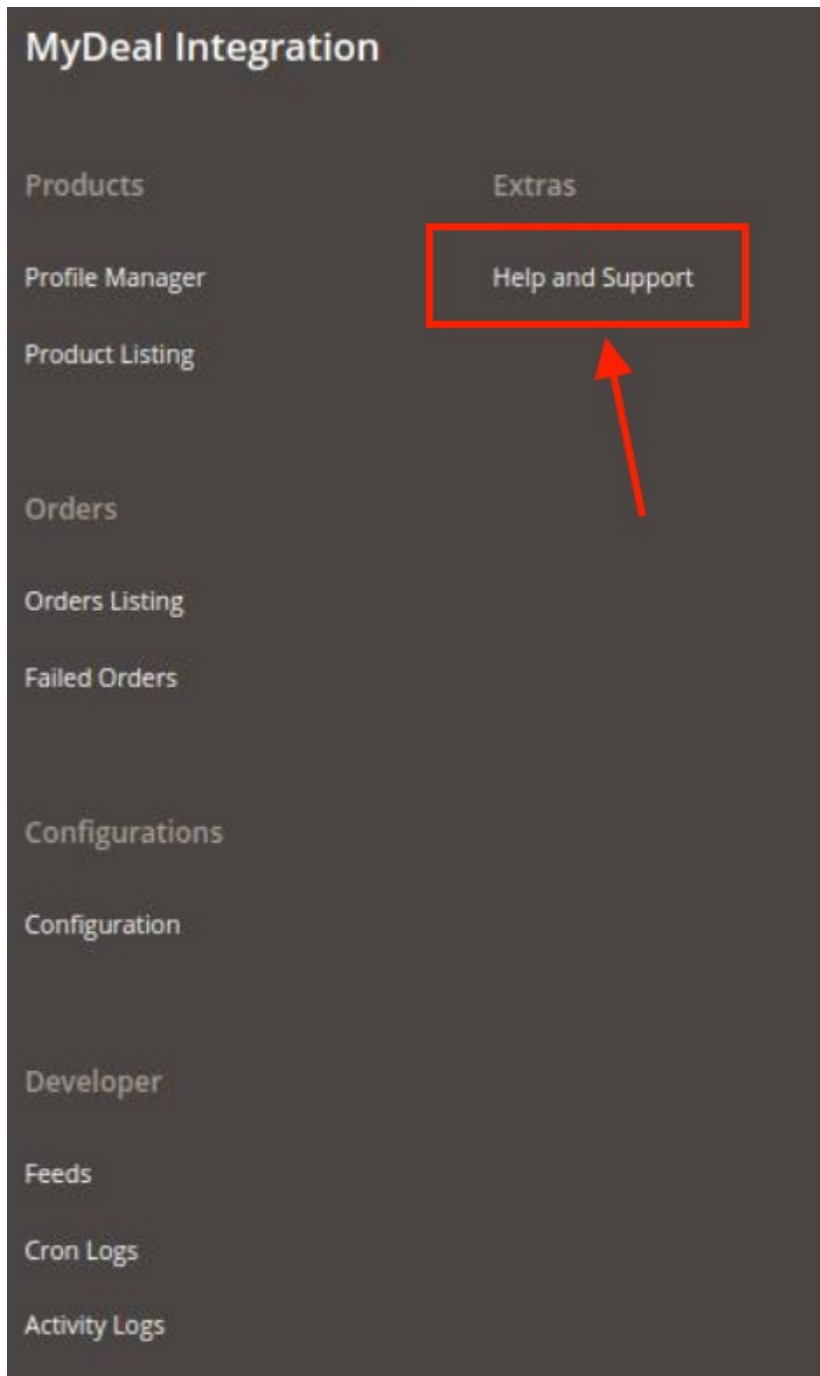 MyDeal Integration
Products
Profile Manager
Product Listing
Orders
Orders Listing
Failed Orders
Configurations
Configuration
Developer
Feeds
Cron Logs
Activity Logs
Extras
Help and Support